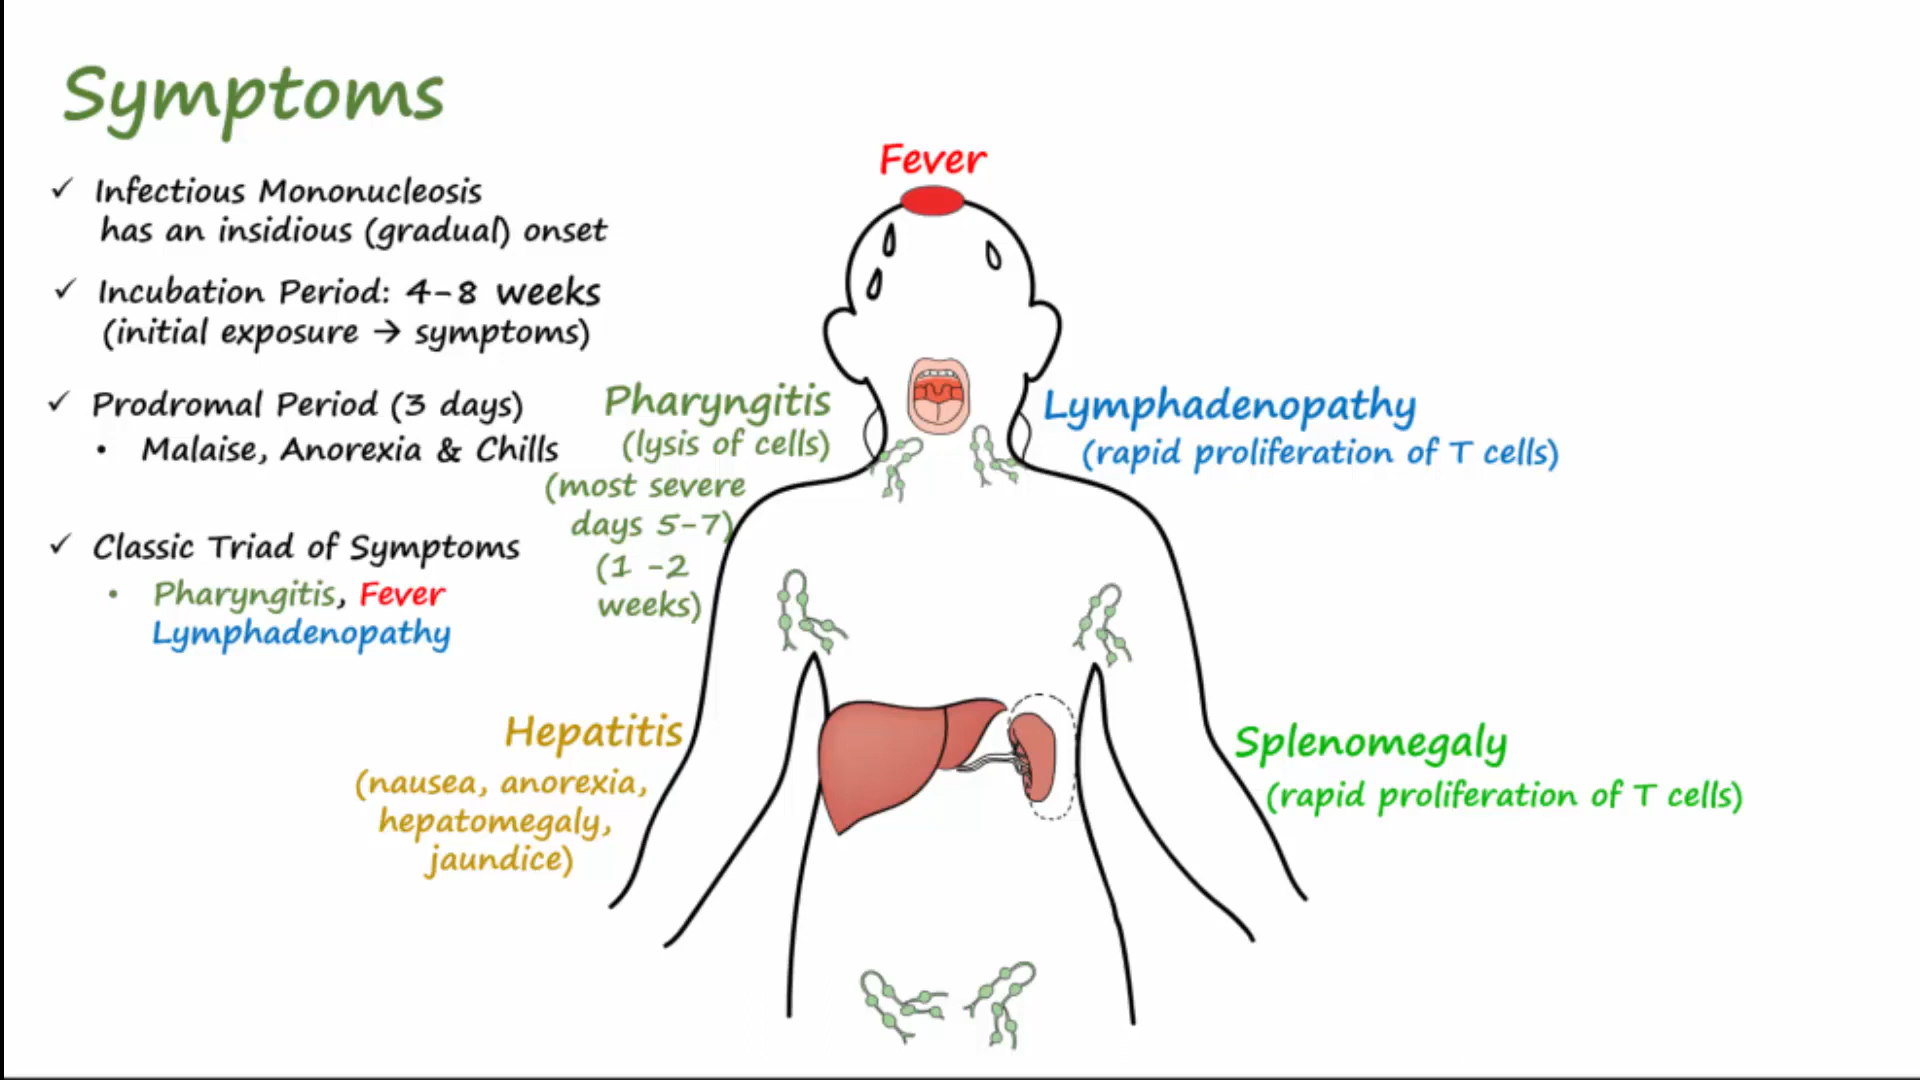 Symptoms
✓ Infectious Mononucleosis
has an insidious (gradual) onset
✓ Incubation Period: 4-8 weeks
(initial exposure → symptoms)
✓ Prodromal Period (3 days)
• Malaise, Anorexia & Chills
✓ Classic Triad of Symptoms
• Pharyngitis, Fever
Lymphadenopathy
Fever
Pharyngitis
(lysis of cells)
(most severe
days 5-7)
(1 -2
weeks)
Lymphadenopathy
(rapid proliferation of T cells)
Hepatitis
(nausea, anorexia,
hepatomegaly,
jaundice)
Splenomegaly
(rapid proliferation of T cells)